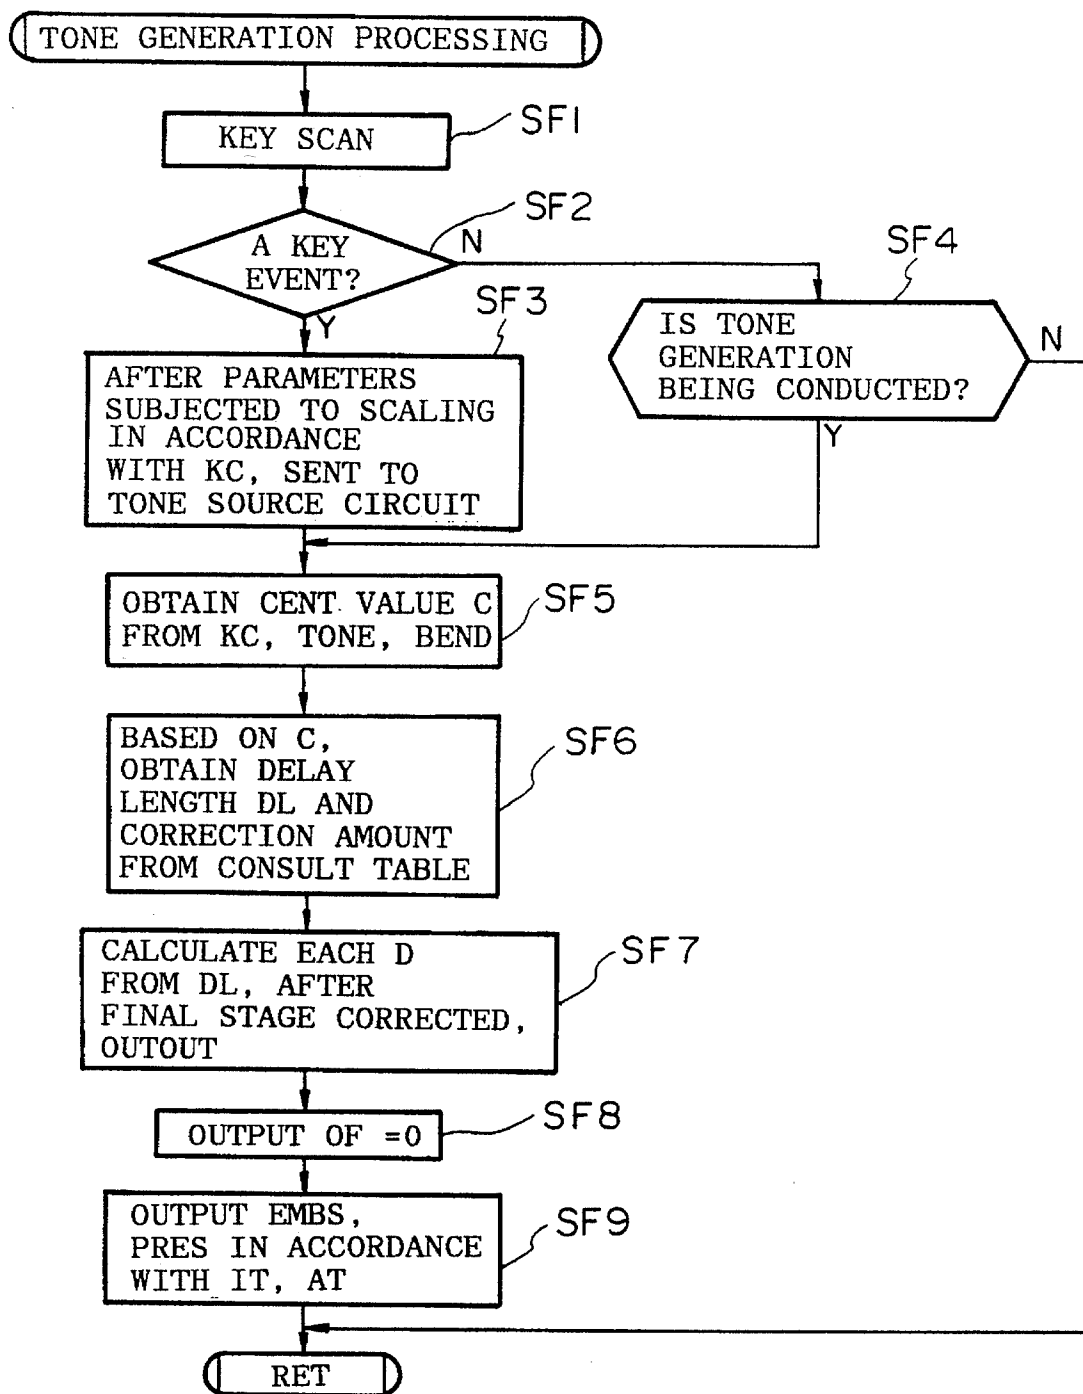 TONE GENERATION PROCESSING
KEY SCAN
SF1
A KEY
EVENT?
SF2
N
Y
SF4
IS TONE
GENERATION
BEING CONDUCTED?
N
Y
SF3
AFTER PARAMETERS
SUBJECTED TO SCALING
IN ACCORDANCE
WITH KC, SENT TO
TONE SOURCE CIRCUIT
OBTAIN CENT VALUE C
FROM KC, TONE, BEND
SF5
BASED ON C,
OBTAIN DELAY
LENGTH DL AND
CORRECTION AMOUNT
FROM CONSULT TABLE
SF6
CALCULATE EACH D
FROM DL, AFTER
FINAL STAGE CORRECTED,
OUTOUT
SF7
OUTPUT OF =0
SF8
OUTPUT EMBS,
PRES IN ACCORDANCE
WITH IT, AT
SF9
RET